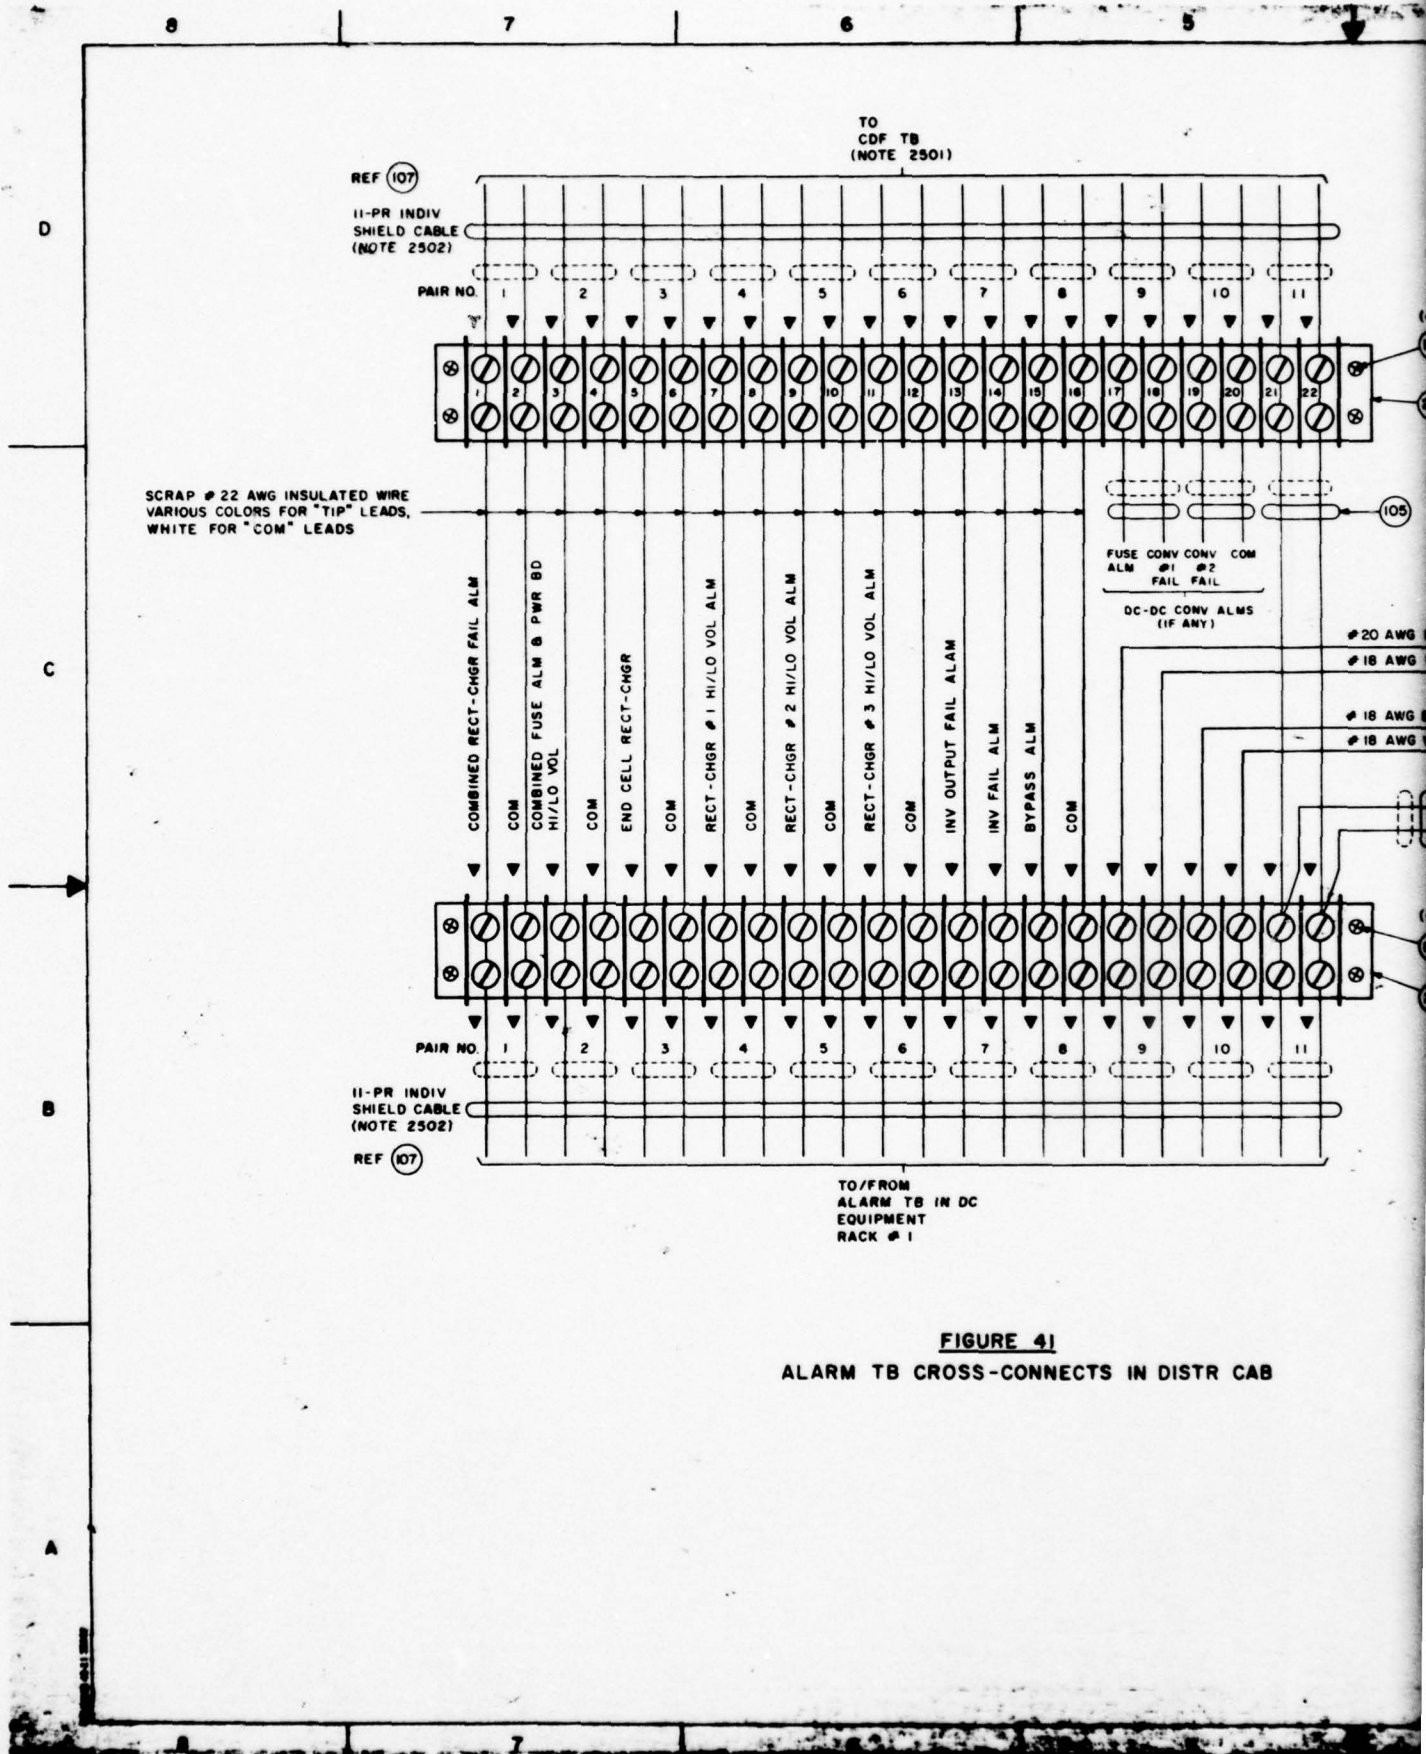 8 7 6 5
TO
CDF TB
(NOTE 2501)
REF 107
11-PR INDIV
SHIELD CABLE
(NOTE 2502)
D
PAIR NO. 1 2 3 4 5 6 7 8 9 10 11
1 2 3 4 5 6 7 8 9 10 11 12 13 14 15 16 17 18 19 20 21 22
SCRAP # 22 AWG INSULATED WIRE
VARIOUS COLORS FOR "TIP" LEADS,
WHITE FOR "COM" LEADS
105
FUSE ALM
CONV #1 FAIL
CONV #2 FAIL
COM
DC-DC CONV ALMS
(IF ANY)
#20 AWG
#18 AWG
# 18 AWG
# 18 AWG
C
COMBINED RECT-CHGR FAIL ALM
COM
COMBINED FUSE ALM & PWR BD
HI/LO VOL
COM
END CELL RECT-CHGR
COM
RECT-CHGR # 1 HI/LO VOL ALM
COM
RECT-CHGR # 2 HI/LO VOL ALM
COM
RECT-CHGR # 3 HI/LO VOL ALM
COM
INV OUTPUT FAIL ALAM
INV FAIL ALM
BYPASS ALM
COM
PAIR NO. 1 2 3 4 5 6 7 8 9 10 11
B
11-PR INDIV
SHIELD CABLE
(NOTE 2502)
REF 107
TO/FROM
ALARM TB IN DC
EQUIPMENT
RACK # 1
FIGURE 41
ALARM TB CROSS-CONNECTS IN DISTR CAB
A
7